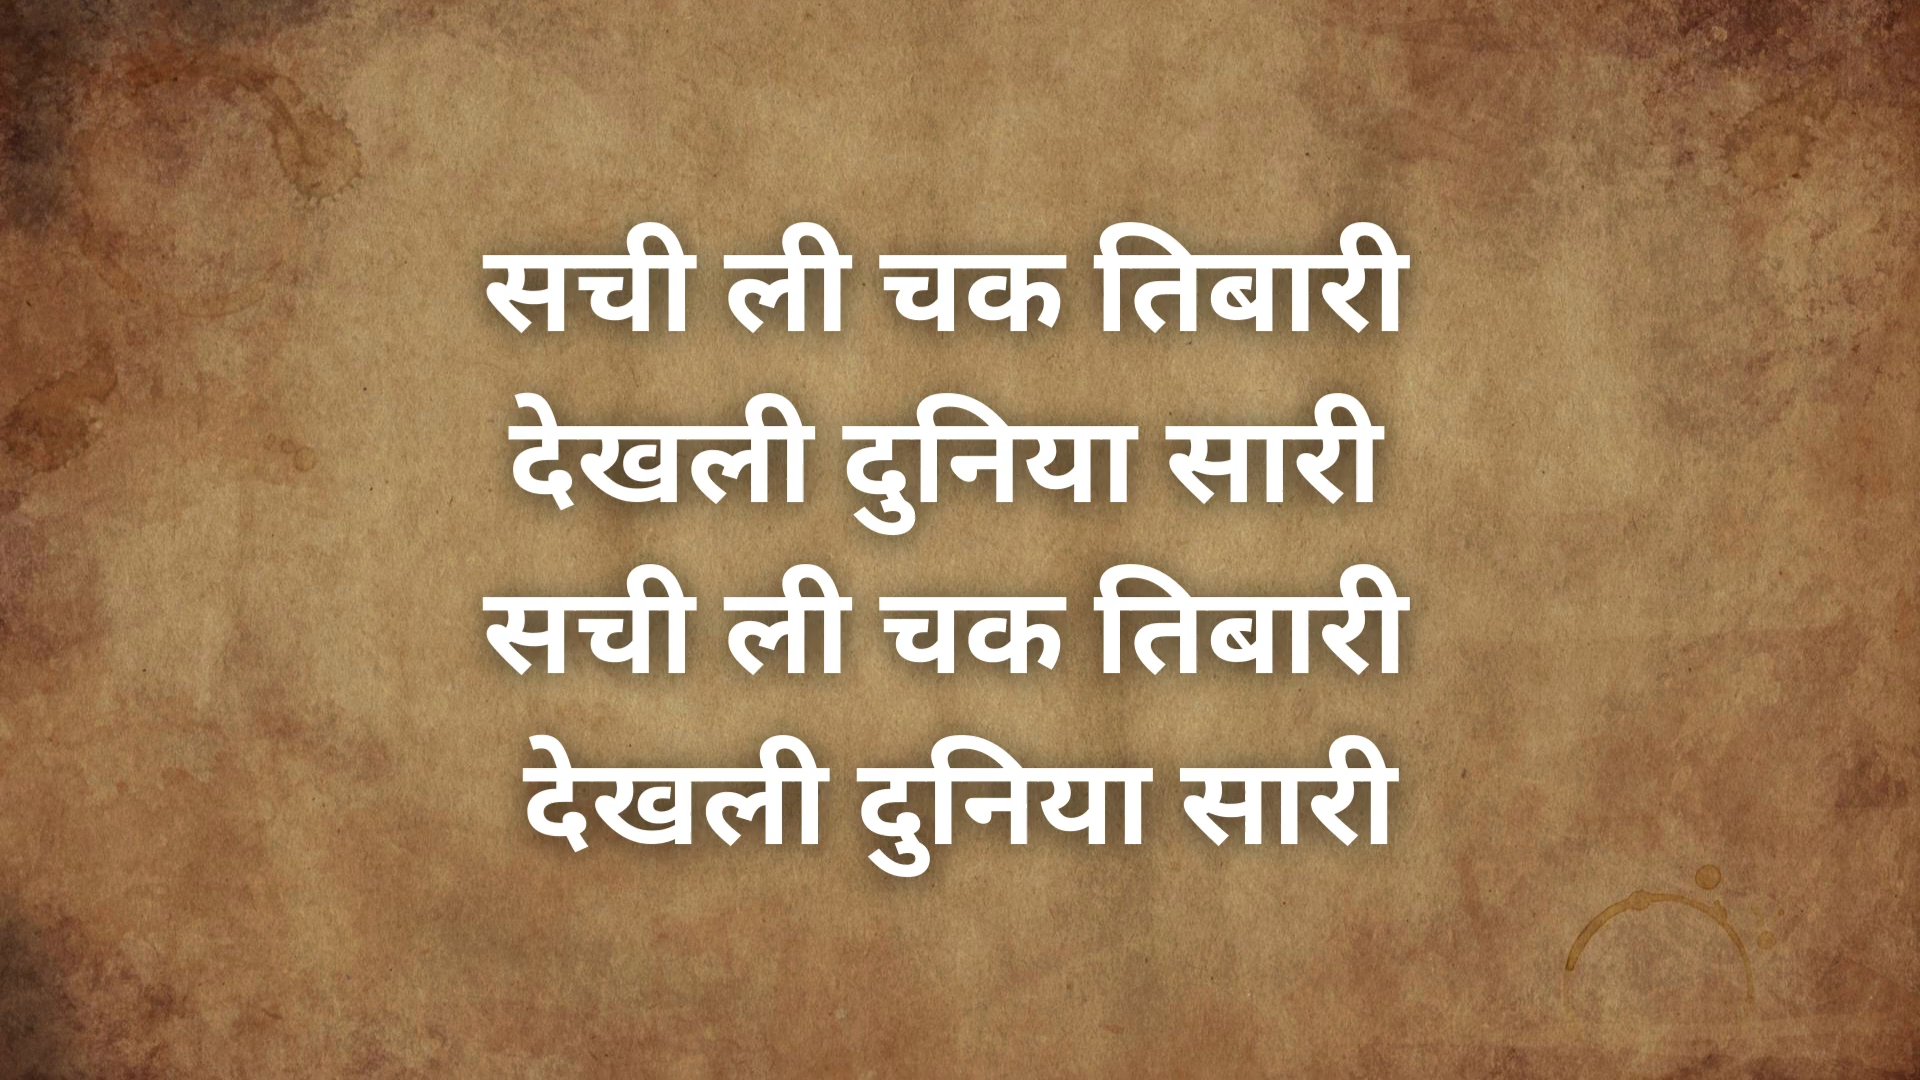 सची ली चक तिबारी
देखली दुनिया सारी
सची ली चक तिबारी
देखली दुनिया सारी